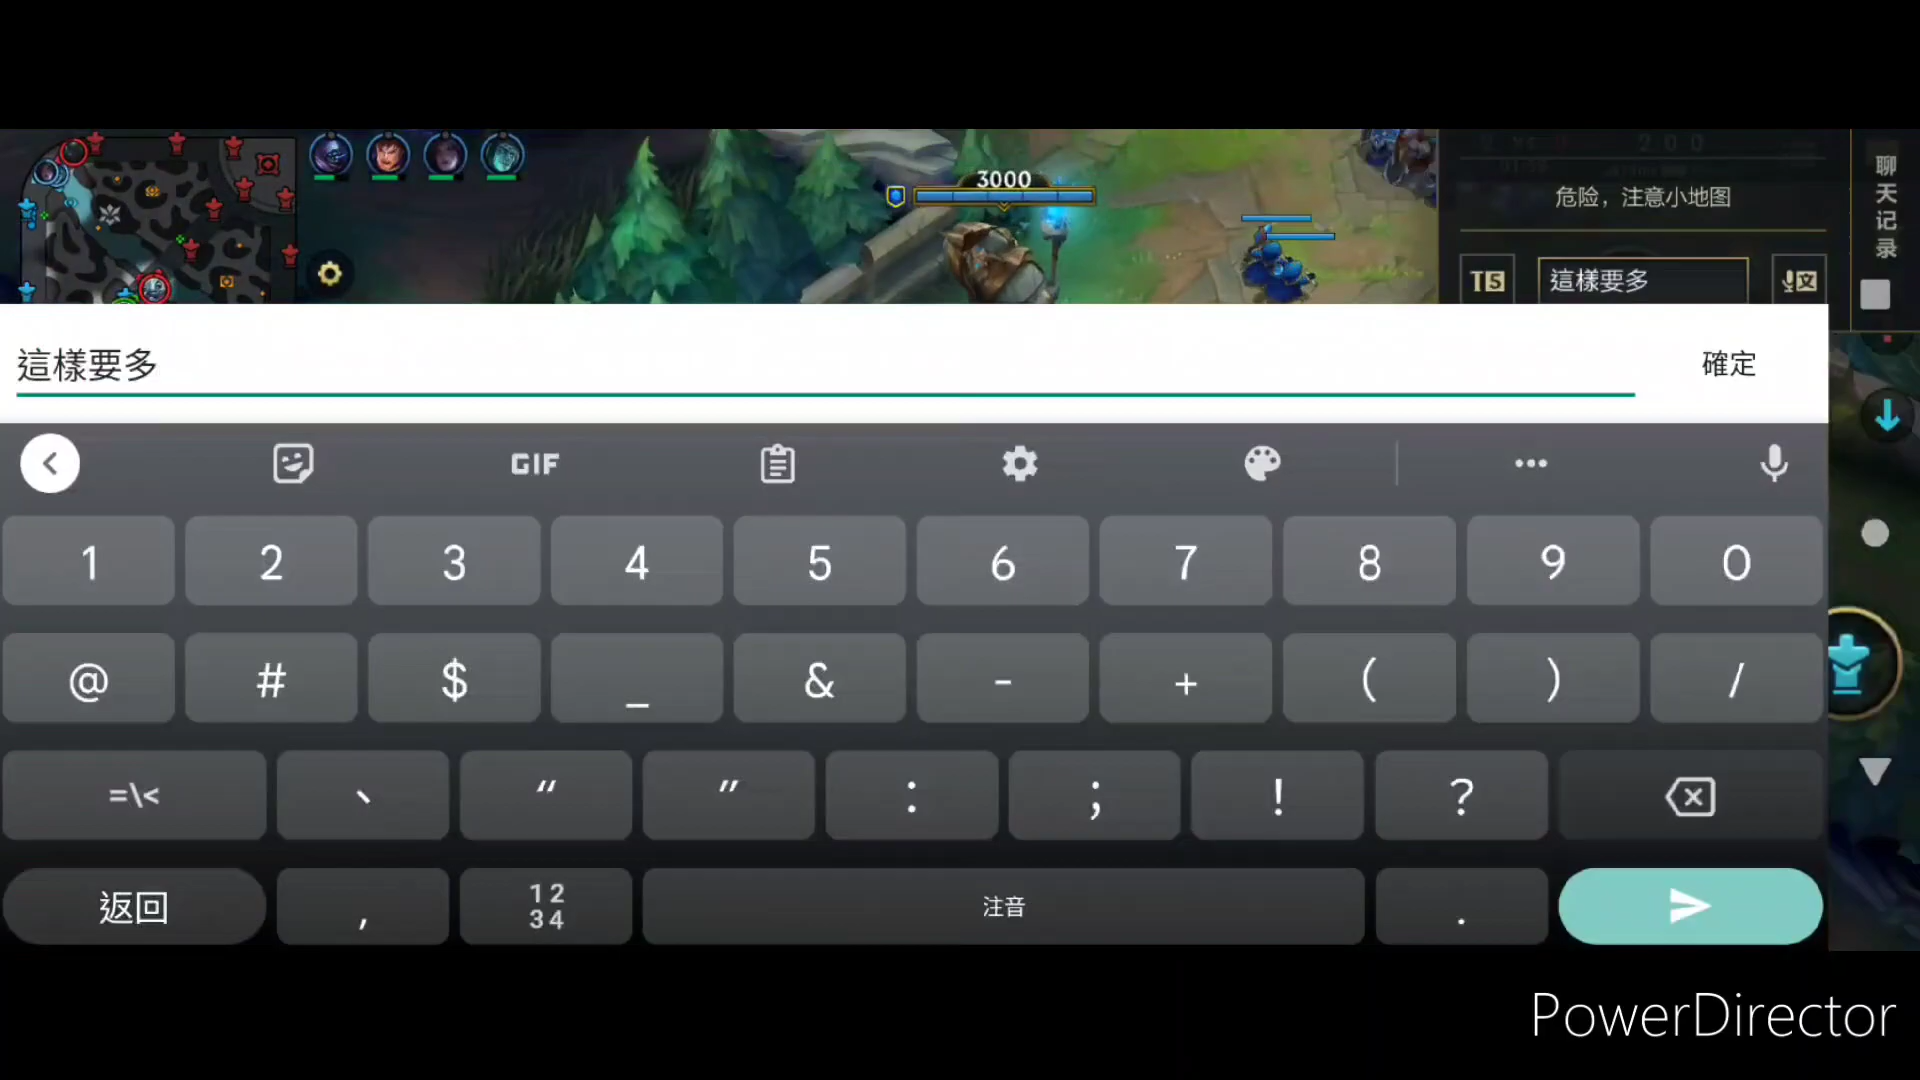 3000
危险，注意小地图
聊天记录
T5
這樣要多
這樣要多
確定
GIF
1 2 3 4 5 6 7 8 9 0
@ # $ _ & - + ( ) /
=\< 、 “ ” : ; ! ?
返回 , 12 34 注音 .
PowerDirector